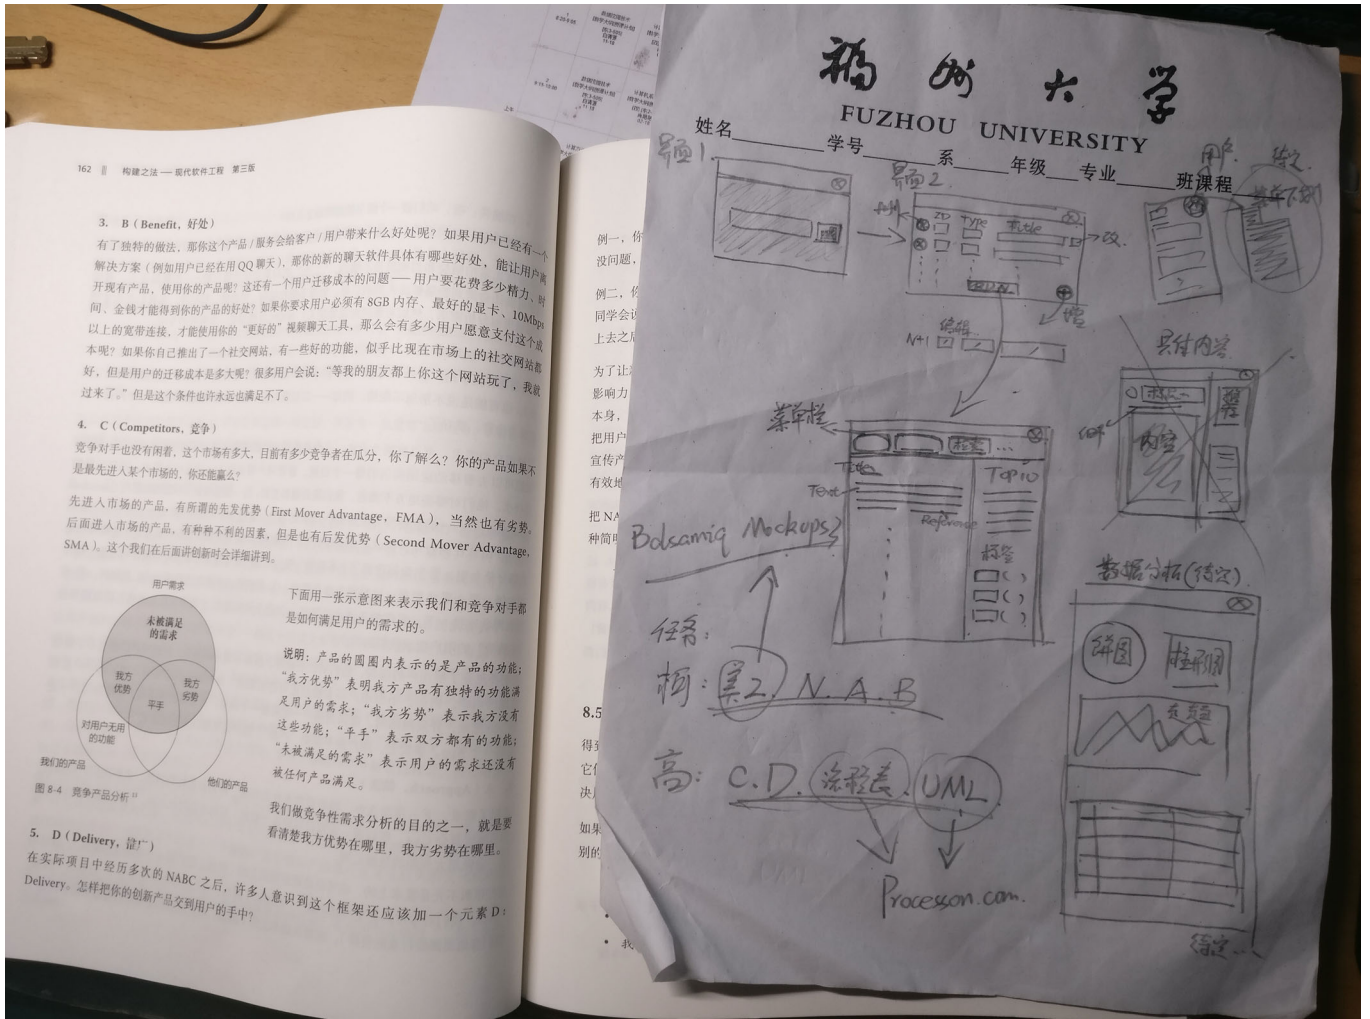 162 构建之法 — 现代软件工程 第三版
3. B（Benefit，好处）
有了独特的做法，那你这个产品/服务会给客户/用户带来什么好处呢？如果用户已经有一个
解决方案（例如用户已经在用QQ聊天），那你的新的聊天软件具体有哪些好处，能让用户离
开现有产品，使用你的产品呢？这还有一个用户迁移成本的问题——用户要花费多少精力、时
间、金钱才能得到你的产品的好处？如果你要求用户必须有8GB内存、最好的显卡、10Mbps
以上的宽带连接，才能使用你的“更好的”视频聊天工具，那么会有多少用户愿意支付这个成
本呢？如果你自己推出了一个社交网站，有一些好的功能，似乎比现在市场上的社交网站都
好，但是用户的迁移成本是多大呢？很多用户会说：“等我的朋友都上你这个网站玩了，我就
过来了。”但是这个条件也许永远也满足不了。
4. C（Competitors，竞争）
竞争对手也没有闲着，这个市场有多大，目前有多少竞争者在瓜分，你了解么？你的产品如果不
是最先进入某个市场的，你还能赢么？
先进入市场的产品，有所谓的先发优势（First Mover Advantage，FMA），当然也有劣势。
后面进入市场的产品，有种种不利的因素，但是也有后发优势（Second Mover Advantage，
SMA）。这个我们在后面讲创新时会详细讲到。
用户需求
未被满足
的需求
我方
优势
我方
劣势
平手
对用户无用
的功能
我们的产品
他们的产品
图 8-4 竞争产品分析
下面用一张示意图来表示我们和竞争对手都
是如何满足用户的需求的。
说明：产品的圆圈内表示的是产品的功能；
“我方优势”表明我方产品有独特的功能满
足用户的需求；“我方劣势”表示我方没有
这些功能；“平手”表示双方都有的功能；
“未被满足的需求”表示用户的需求还没有
被任何产品满足。
我们做竞争性需求分析的目的之一，就是要
看清楚我方优势在哪里，我方劣势在哪里。
5. D（Delivery，推广）
在实际项目中经历多次的 NABC 之后，许多人意识到这个框架还应该加一个元素 D：
Delivery。怎样把你的创新产品交到用户的手中？
例一，你
没问题，
例二，你
同学会说
上去之后
为了让
影响力
本身，
把用户
宣传产
有效地
把 NA
种简明
8.5
得到
它们
决
如果
别的
• 我
福州大学
FUZHOU UNIVERSITY
姓名 学号 系 年级 专业 班课程
界面1
界面2
用户
待定
ID Type Title
改
增
编辑
N+1
菜单栏
检索 ...
Title
Text
Reference
Top 10
标签
( )
( )
( )
具体内容
内容
Balsamiq Mockups3
任务：
柯：第2. N. A. B
高：C. D. 流程表. UML
Processon.com.
数据分析(待定)
饼图
柱形图
待定...